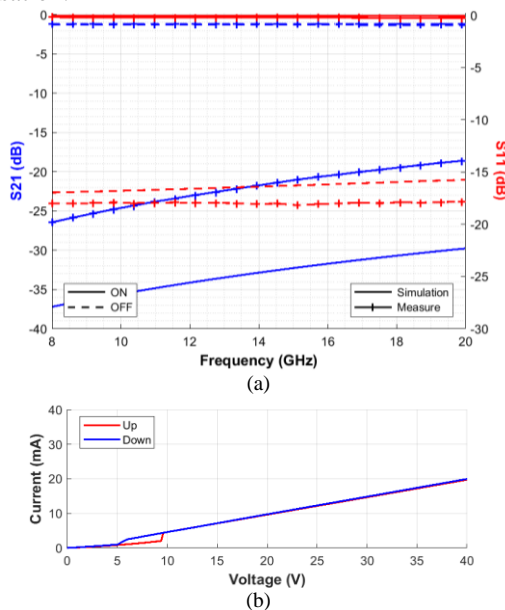 0
-5
-10
-15
-20
-25
-30
-35
-40
S21 (dB)
0
-5
-10
-15
-20
-25
-30
S11 (dB)
ON
OFF
Simulation
Measure
8
10
12
14
16
18
20
Frequency (GHz)
(a)
40
30
20
10
0
Current (mA)
Up
Down
0
5
10
15
20
25
30
35
40
Voltage (V)
(b)